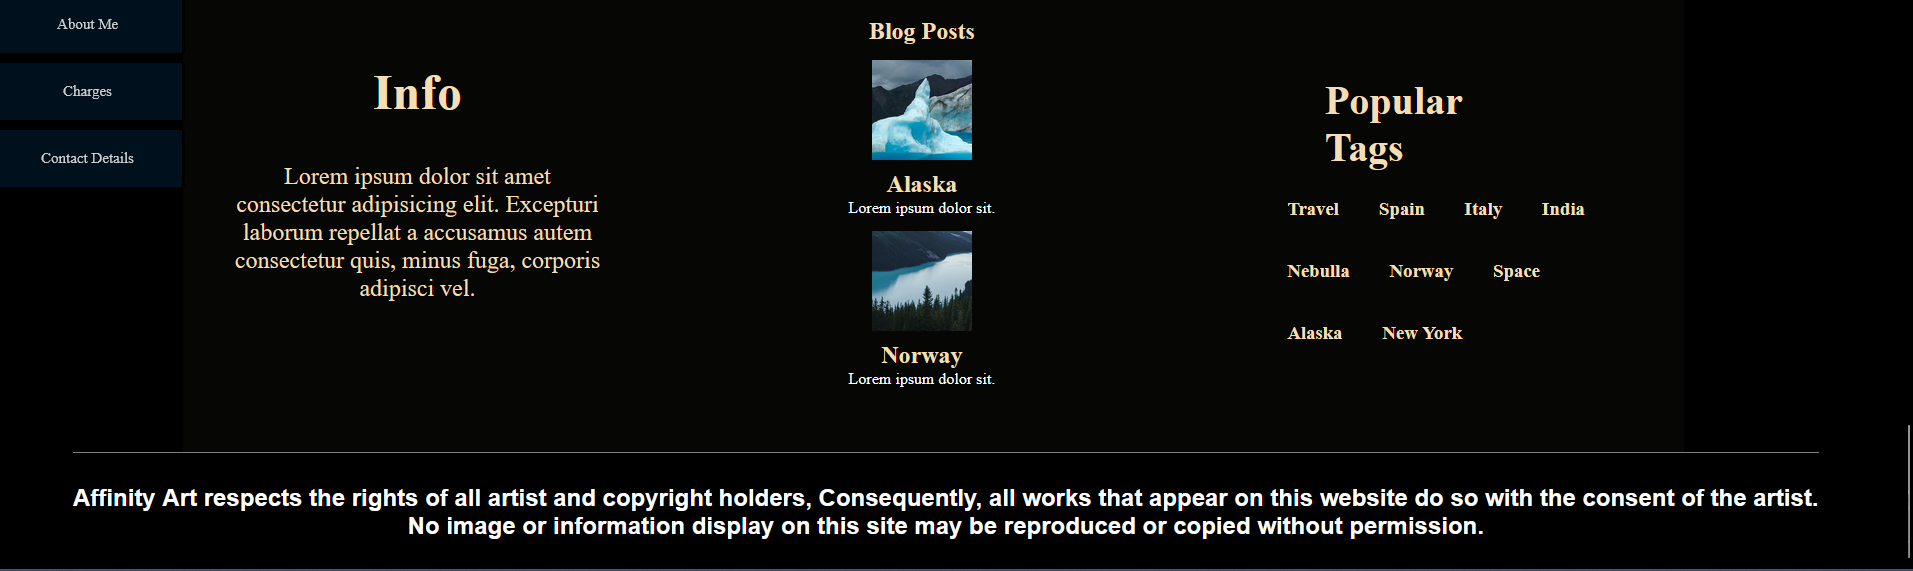 About Me
Charges
Contact Details
Info
Lorem ipsum dolor sit amet
consectetur adipisicing elit. Excepturi
laborum repellat a accusamus autem
consectetur quis, minus fuga, corporis
adipisci vel.
Blog Posts
Alaska
Lorem ipsum dolor sit.
Norway
Lorem ipsum dolor sit.
Popular
Tags
Travel Spain Italy India
Nebulla Norway Space
Alaska New York
Affinity Art respects the rights of all artist and copyright holders, Consequently, all works that appear on this website do so with the consent of the artist.
No image or information display on this site may be reproduced or copied without permission.